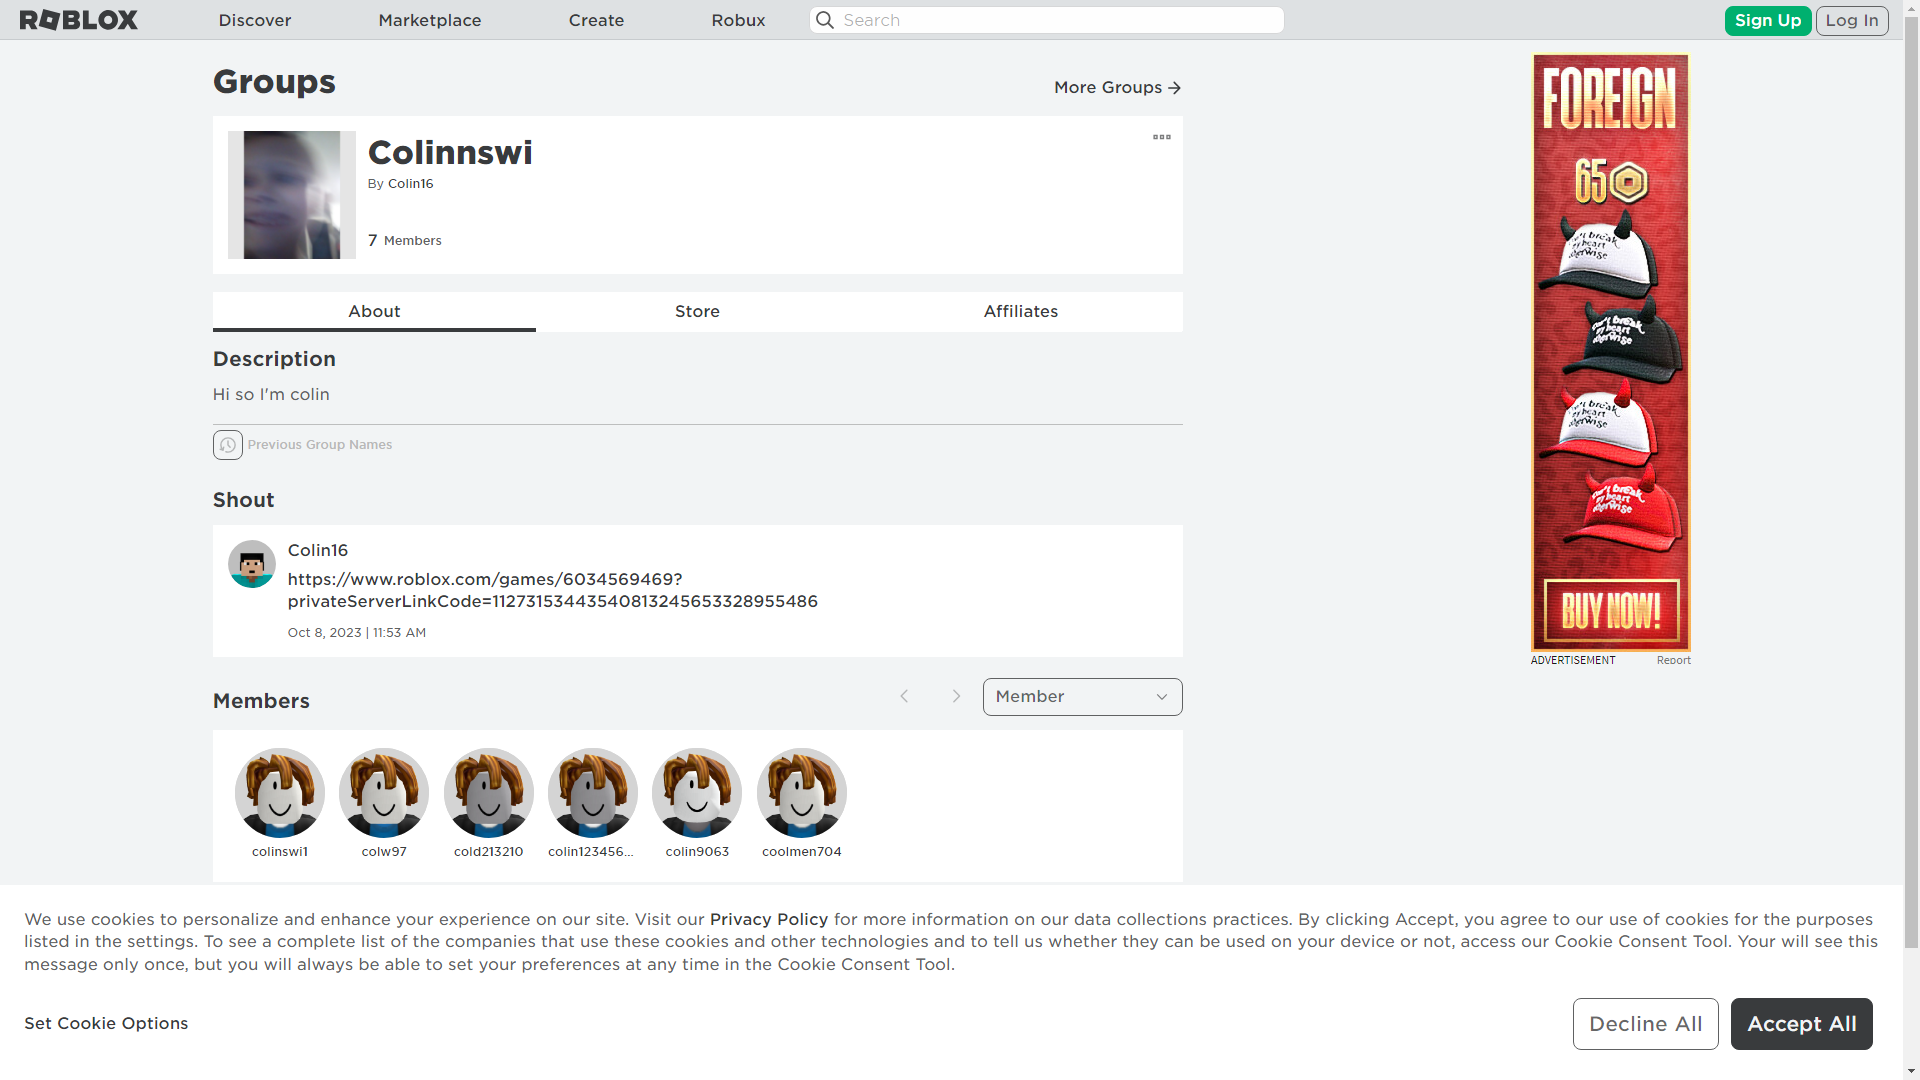 ROBLOX
Discover
Marketplace
Create
Robux
Search
Sign Up
Log In
Groups
More Groups
Colinnswi
By Colin16
7 Members
About
Store
Affiliates
Description
Hi so I'm colin
Previous Group Names
Shout
Colin16
https://www.roblox.com/games/6034569469?
privateServerLinkCode=11273153443540813245653328955486
Oct 8, 2023 | 11:53 AM
Members
Member
colinswi1
colw97
cold213210
colin123456...
colin9063
coolmen704
FOREIGN
65
BUY NOW!
ADVERTISEMENT
Report
We use cookies to personalize and enhance your experience on our site. Visit our Privacy Policy for more information on our data collections practices. By clicking Accept, you agree to our use of cookies for the purposes
listed in the settings. To see a complete list of the companies that use these cookies and other technologies and to tell us whether they can be used on your device or not, access our Cookie Consent Tool. Your will see this
message only once, but you will always be able to set your preferences at any time in the Cookie Consent Tool.
Set Cookie Options
Decline All
Accept All